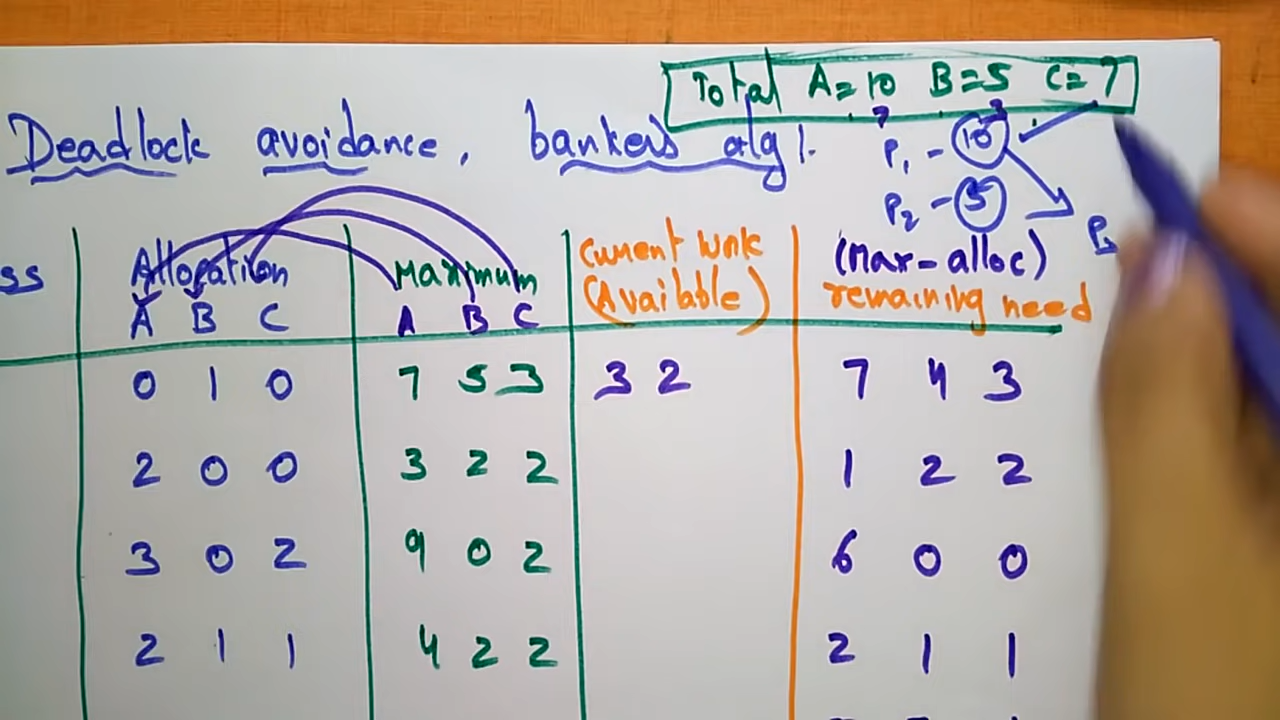 Total A=10 B=5 C=7
7 3
Deadlock avoidance, bankers alg.
P1 - 10
P2 - 5
ss Allocation Maximum Current Work (Available) (Max-alloc) remaining need
A B C A B C
0 1 0 7 5 3 3 2 7 4 3
2 0 0 3 2 2 1 2 2
3 0 2 9 0 2 6 0 0
2 1 1 4 2 2 2 1 1